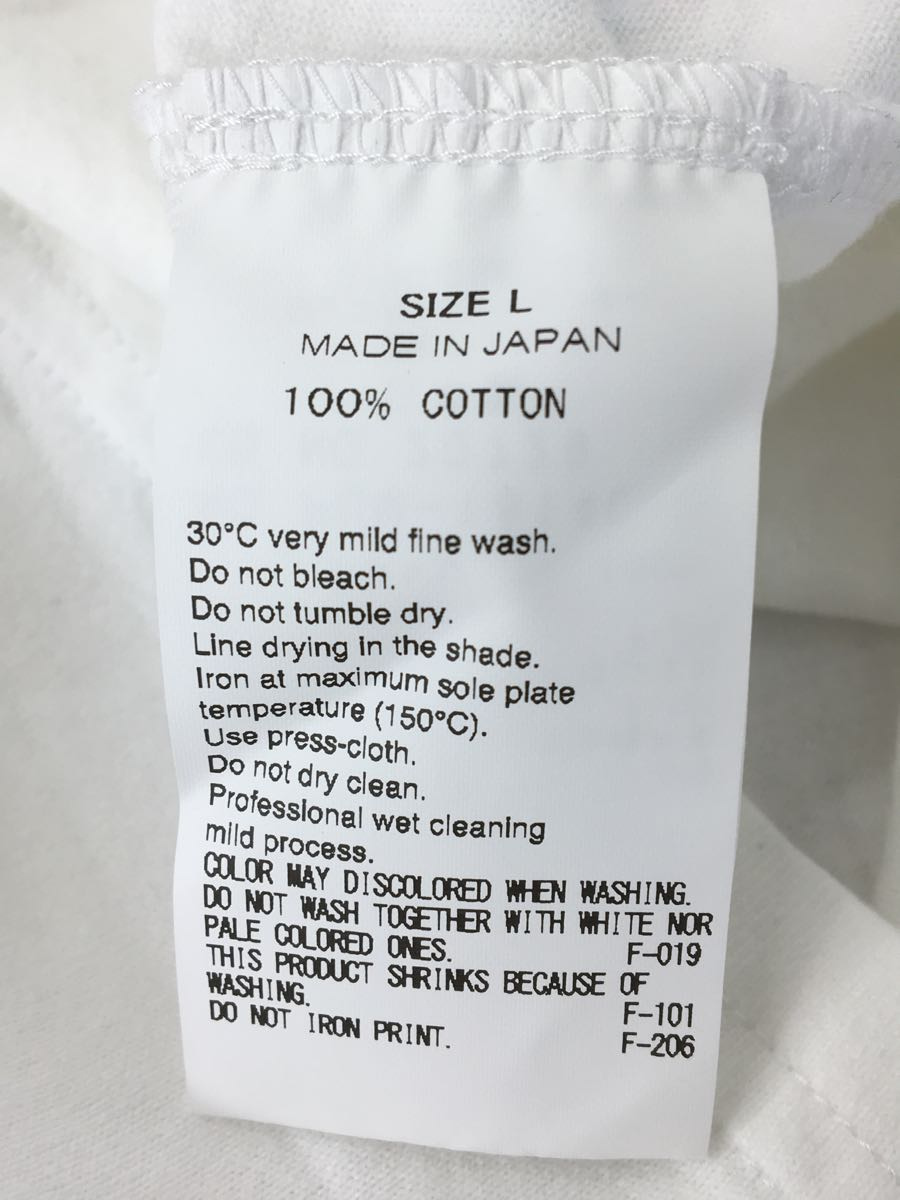 SIZE L
MADE IN JAPAN
100% COTTON
30°C very mild fine wash.
Do not bleach.
Do not tumble dry.
Line drying in the shade.
Iron at maximum sole plate
temperature (150°C).
Use press-cloth.
Do not dry clean.
Professional wet cleaning
mild process.
COLOR MAY DISCOLORED WHEN WASHING.
DO NOT WASH TOGETHER WITH WHITE NOR
PALE COLORED ONES. F-019
THIS PRODUCT SHRINKS BECAUSE OF
WASHING. F-101
DO NOT IRON PRINT. F-206